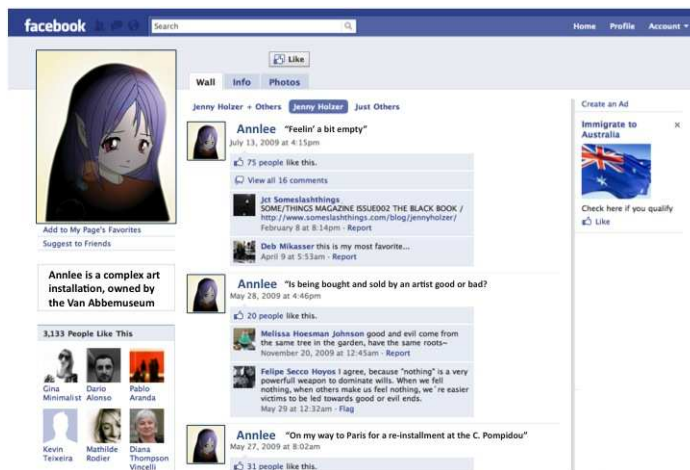 facebook
Search
Home Profile Account
Like
Wall Info Photos
Jenny Holzer + Others Jenny Holzer Just Others
Annlee "Feelin' a bit empty"
July 13, 2009 at 4:15pm
75 people like this.
View all 16 comments
Jct Someslashthings
SOME/THINGS MAGAZINE ISSUE002 THE BLACK BOOK /
http://www.someslashthings.com/blog/jennyholzer/
February 8 at 8:14pm · Report
Deb Mikasser this is my most favorite...
April 9 at 5:53am · Report
Annlee "Is being bought and sold by an artist good or bad?
May 28, 2009 at 4:46pm
20 people like this.
Melissa Hoesman Johnson good and evil come from
the same tree in the garden, have the same roots~
November 20, 2009 at 12:45am · Report
Felipe Secco Hoyos I agree, because "nothing" is a very
powerfull weapon to dominate wills. When we fell
nothing, when others make us feel nothing, we´re easier
victims to be led towards good or evil ends.
May 29 at 12:32am · Flag
Annlee "On my way to Paris for a re-installment at the C. Pompidou"
May 27, 2009 at 8:02am
31 people like this.
Add to My Page's Favorites
Suggest to Friends
Annlee is a complex art
installation, owned by
the Van Abbemuseum
3,133 People Like This
Gina Minimalist
Dario Alonso
Pablo Aranda
Kevin Teixeira
Mathilde Rodier
Diana Thompson Vincelli
Create an Ad
Immigrate to
Australia
x
Check here if you qualify
Like